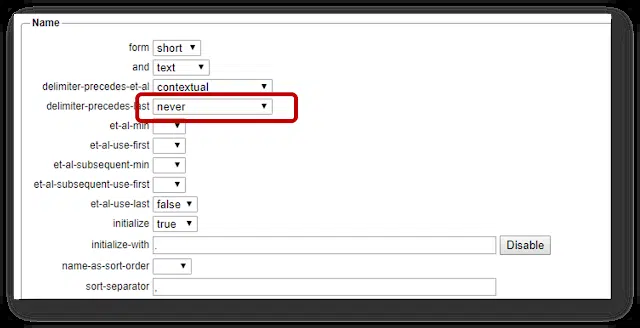 Name
form short
and text
delimiter-precedes-et-al contextual
delimiter-precedes-last never
et-al-min
et-al-use-first
et-al-subsequent-min
et-al-subsequent-use-first
et-al-use-last false
initialize true
initialize-with . Disable
name-as-sort-order
sort-separator ,